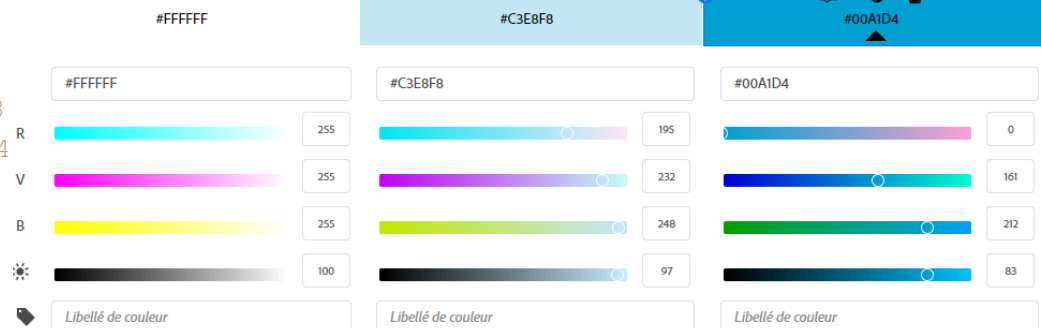 #FFFFFF #C3E8F8 #00A1D4
#FFFFFF #C3E8F8 #00A1D4
R 255 195 0
4
V 255 232 161
B 255 248 212
100 97 83
Libellé de couleur Libellé de couleur Libellé de couleur